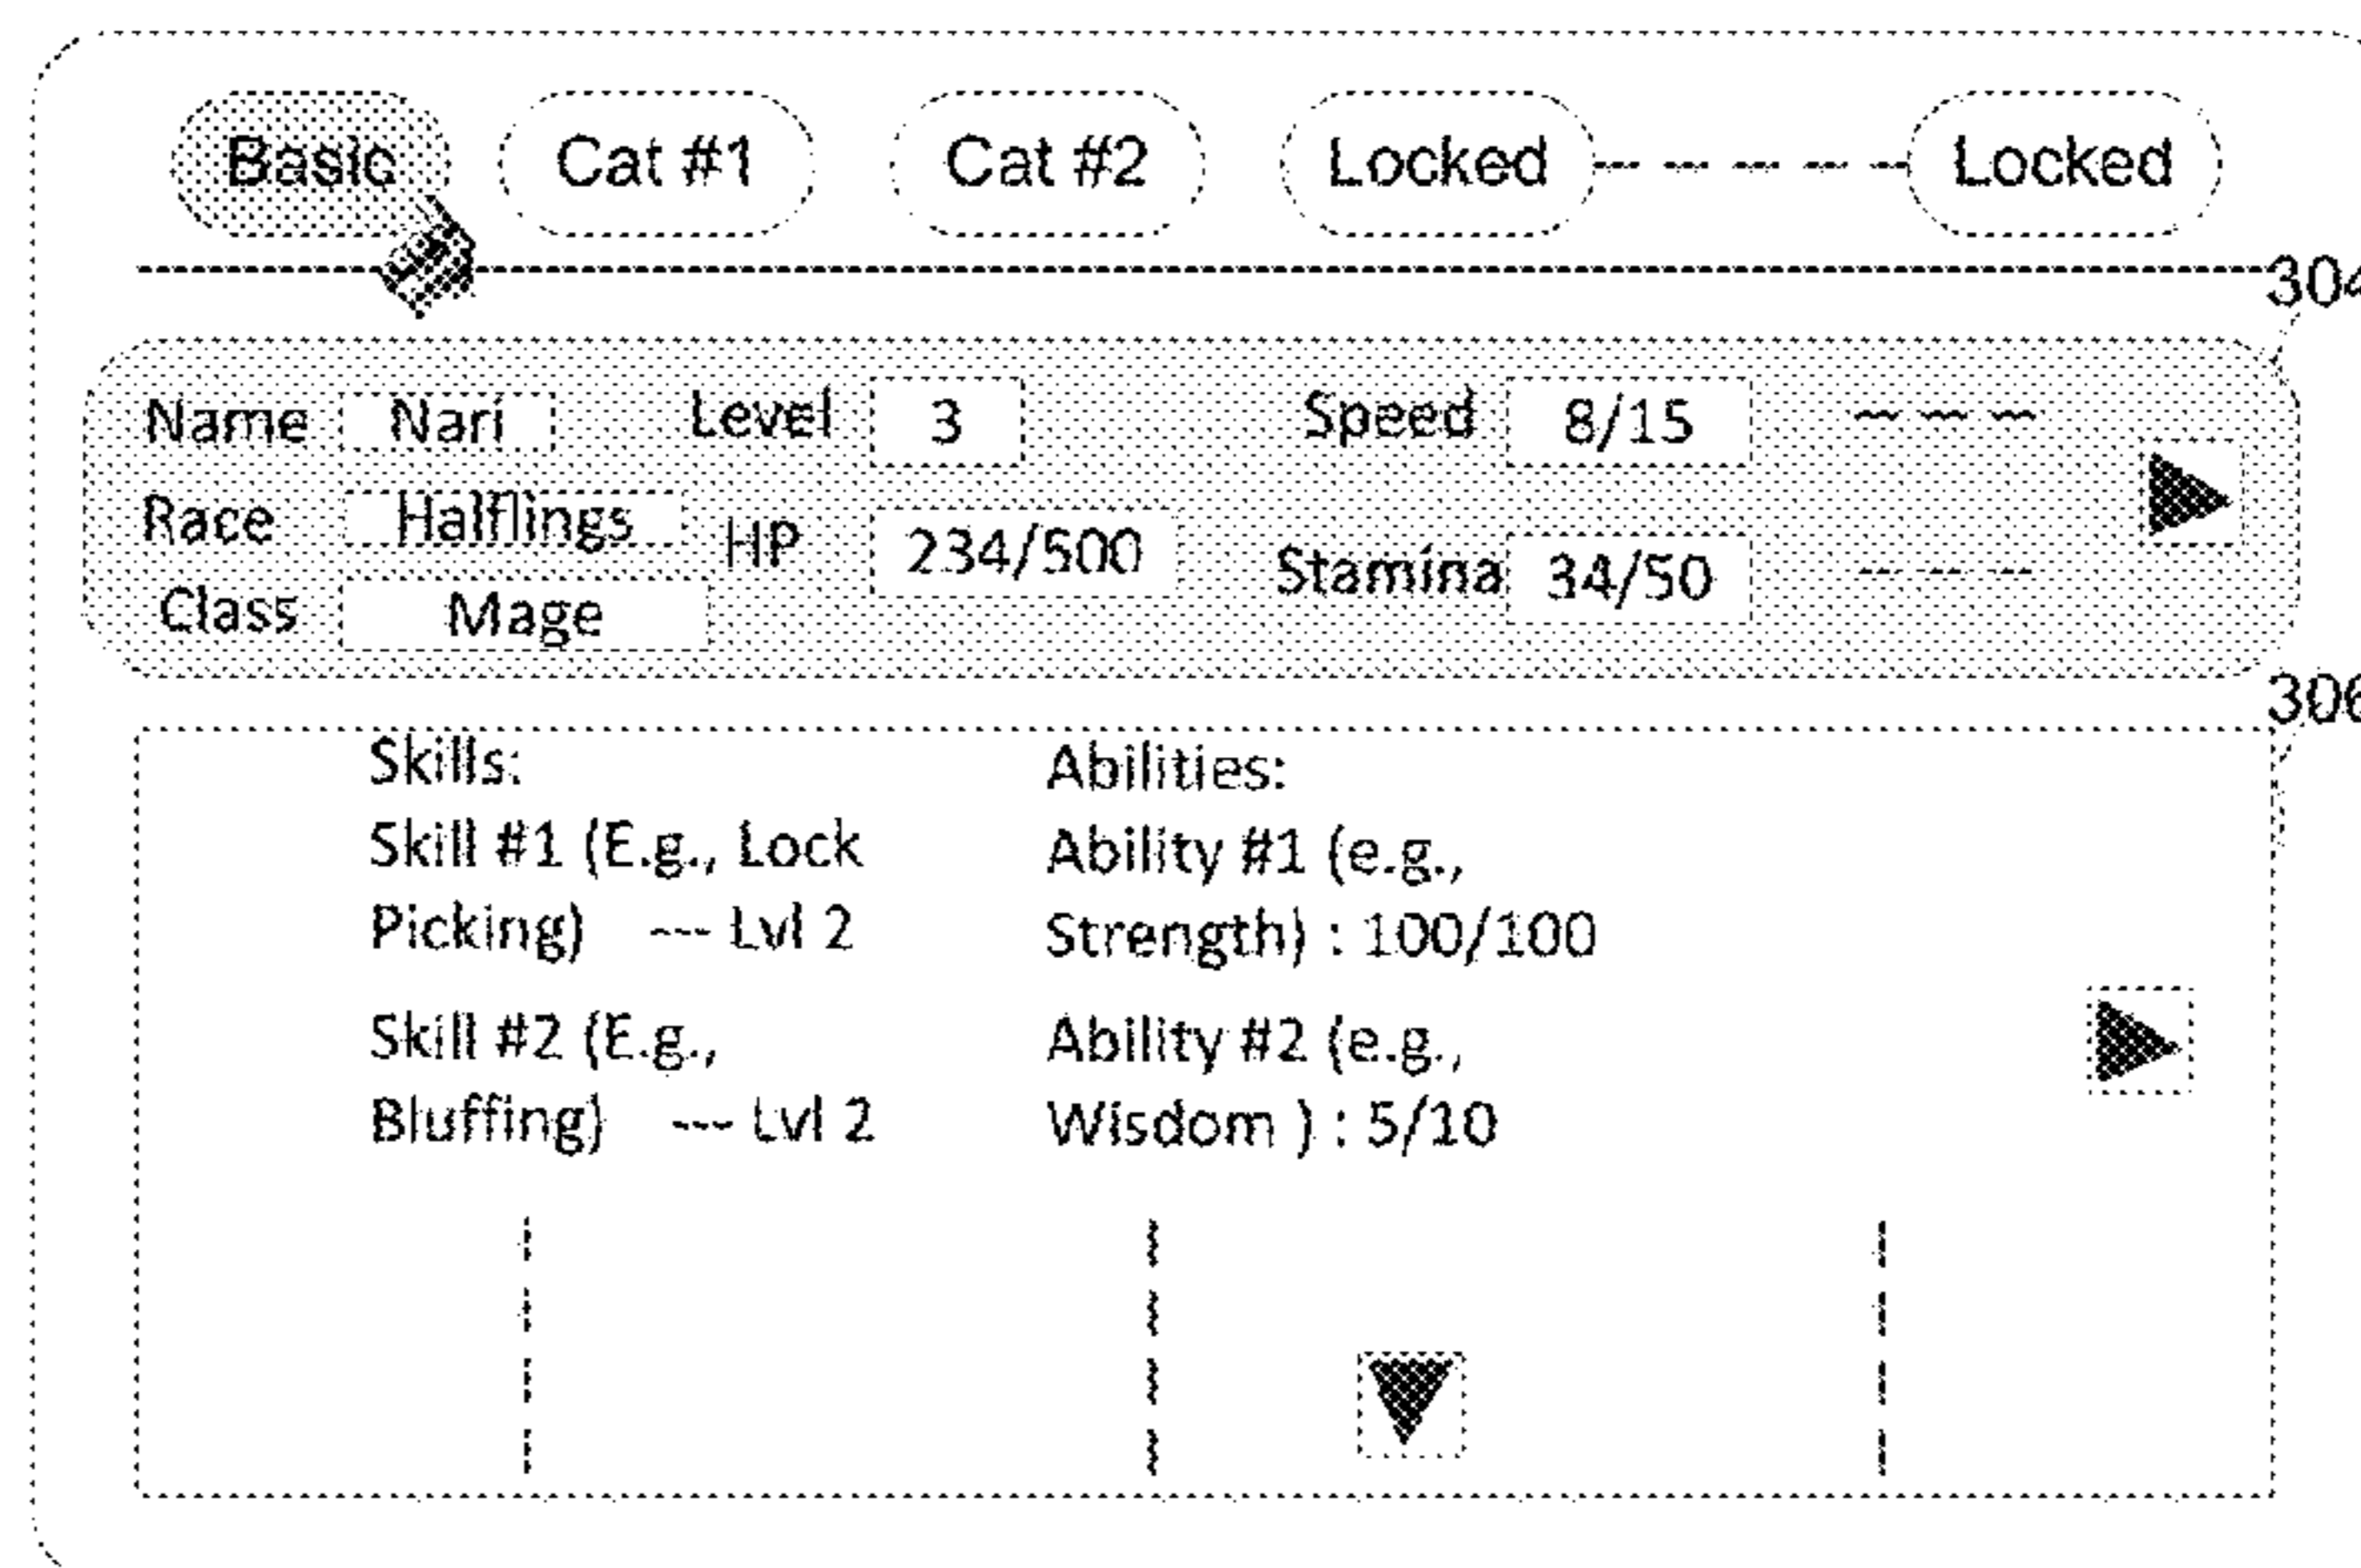 Basic Cat #1 Cat #2 Locked Locked
304
Name Nari Level 3 Speed 8/15
Race Halflings HP 234/500 Stamina 34/50
Class Mage
306
Skills:
Skill #1 (E.g., Lock
Picking) --- Lvl 2
Skill #2 (E.g.,
Bluffing) --- Lvl 2
Abilities:
Ability #1 (e.g.,
Strength) : 100/100
Ability #2 (e.g.,
Wisdom ) : 5/10